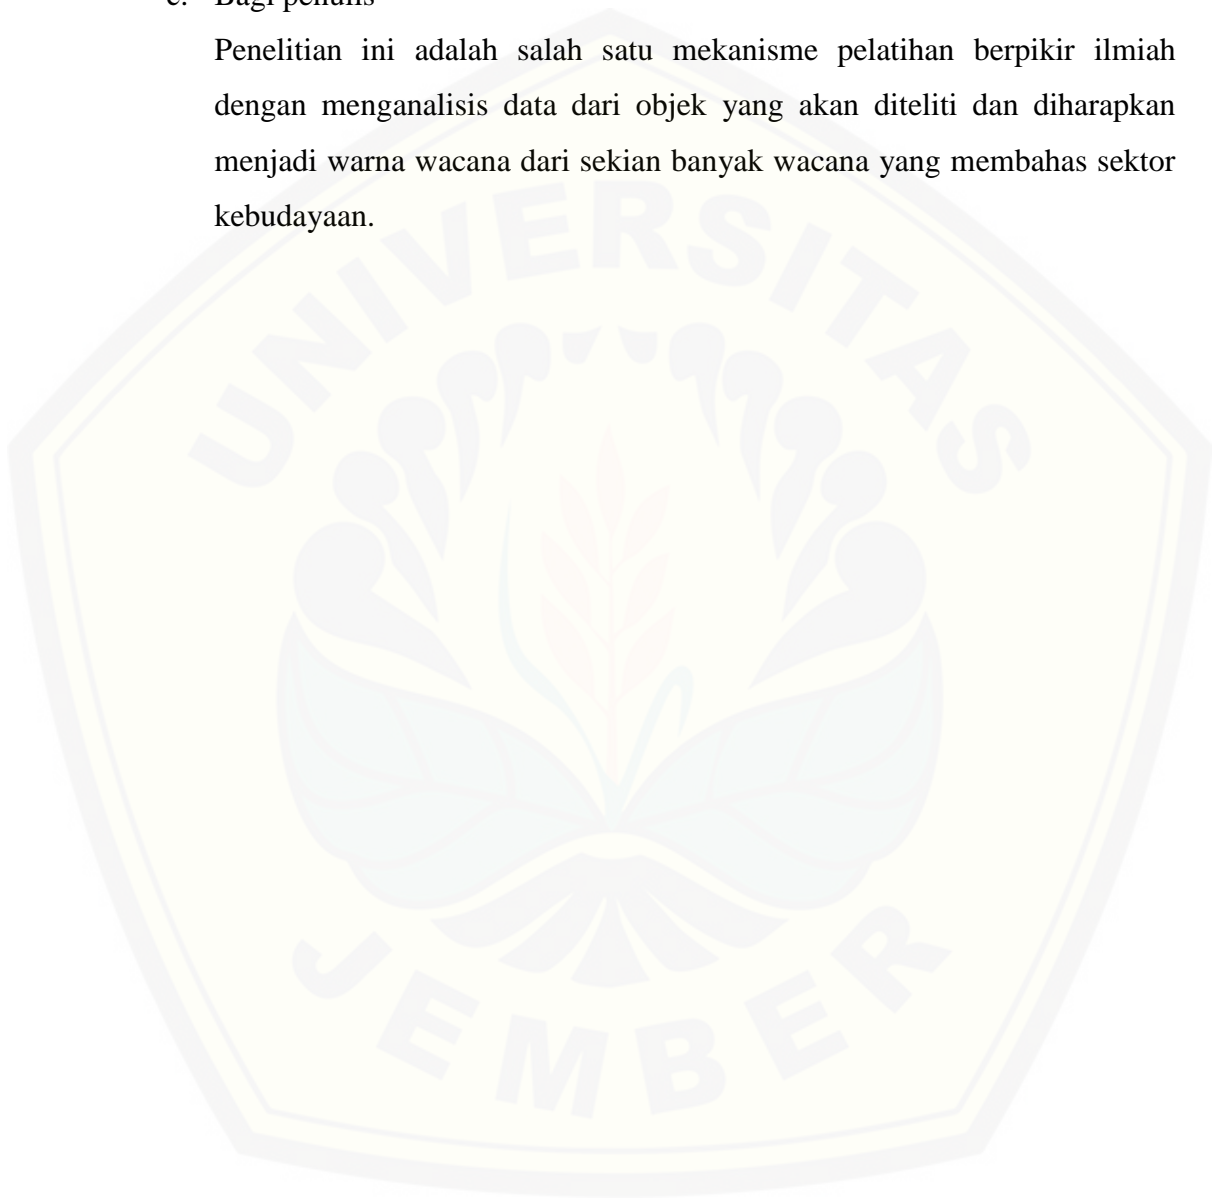 Bagi penulis
Penelitian ini adalah salah satu mekanisme pelatihan berpikir ilmiah
dengan menganalisis data dari objek yang akan diteliti dan diharapkan
menjadi warna wacana dari sekian banyak wacana yang membahas sektor
kebudayaan.
UNIVERSITAS
JEMBER